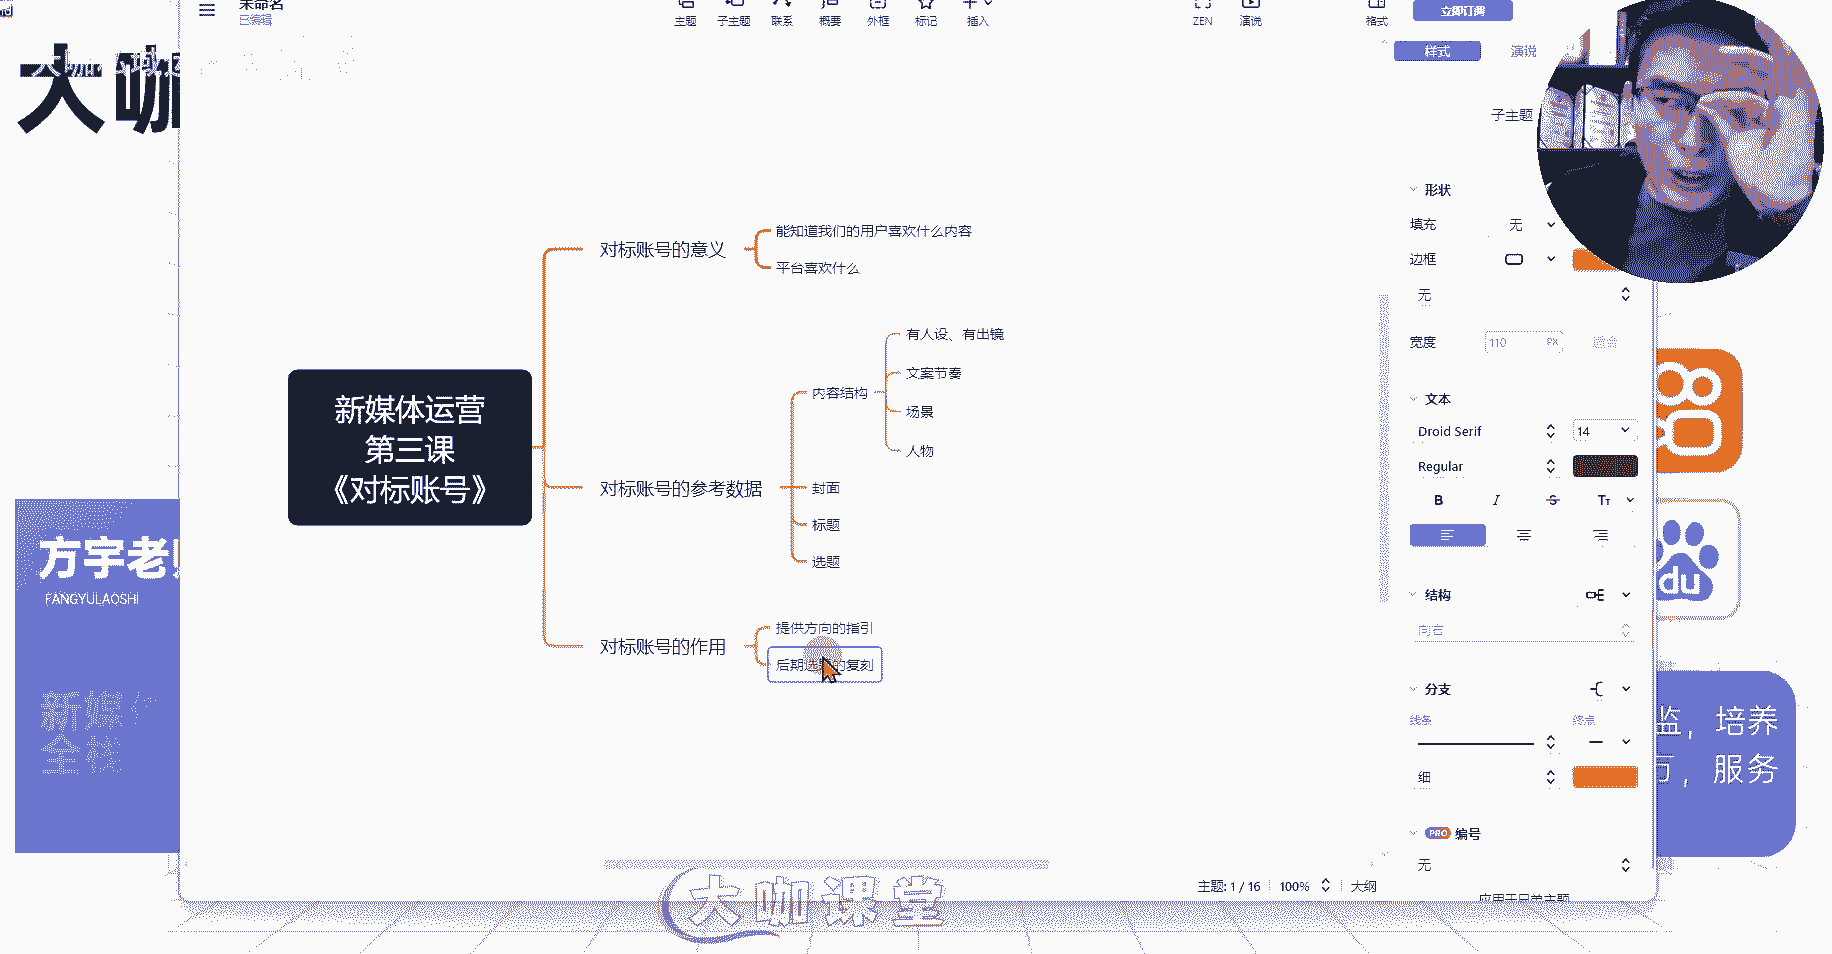 未命名
已编辑
主题
子主题
联系
概要
外框
标记
插入
ZEN
演说
格式
立即订阅
大咖
样式
演说
子主题
形状
填充
无
边框
无
宽度
110
PX
文本
Droid Serif
14
Regular
B
I
S
Tт
结构
向右
分支
线条
终点
细
PRO
编号
无
对标账号的意义
能知道我们的用户喜欢什么内容
平台喜欢什么
新媒体运营
第三课
《对标账号》
对标账号的参考数据
内容结构
有人设、有出镜
文案节奏
场景
人物
封面
标题
选题
对标账号的作用
提供方向的指引
后期选题的复刻
方宇老
FANGYULAOSHI
新媒体
全栈
du
监，培养
万，服务
主题: 1 / 16
100%
大纲
大咖课堂